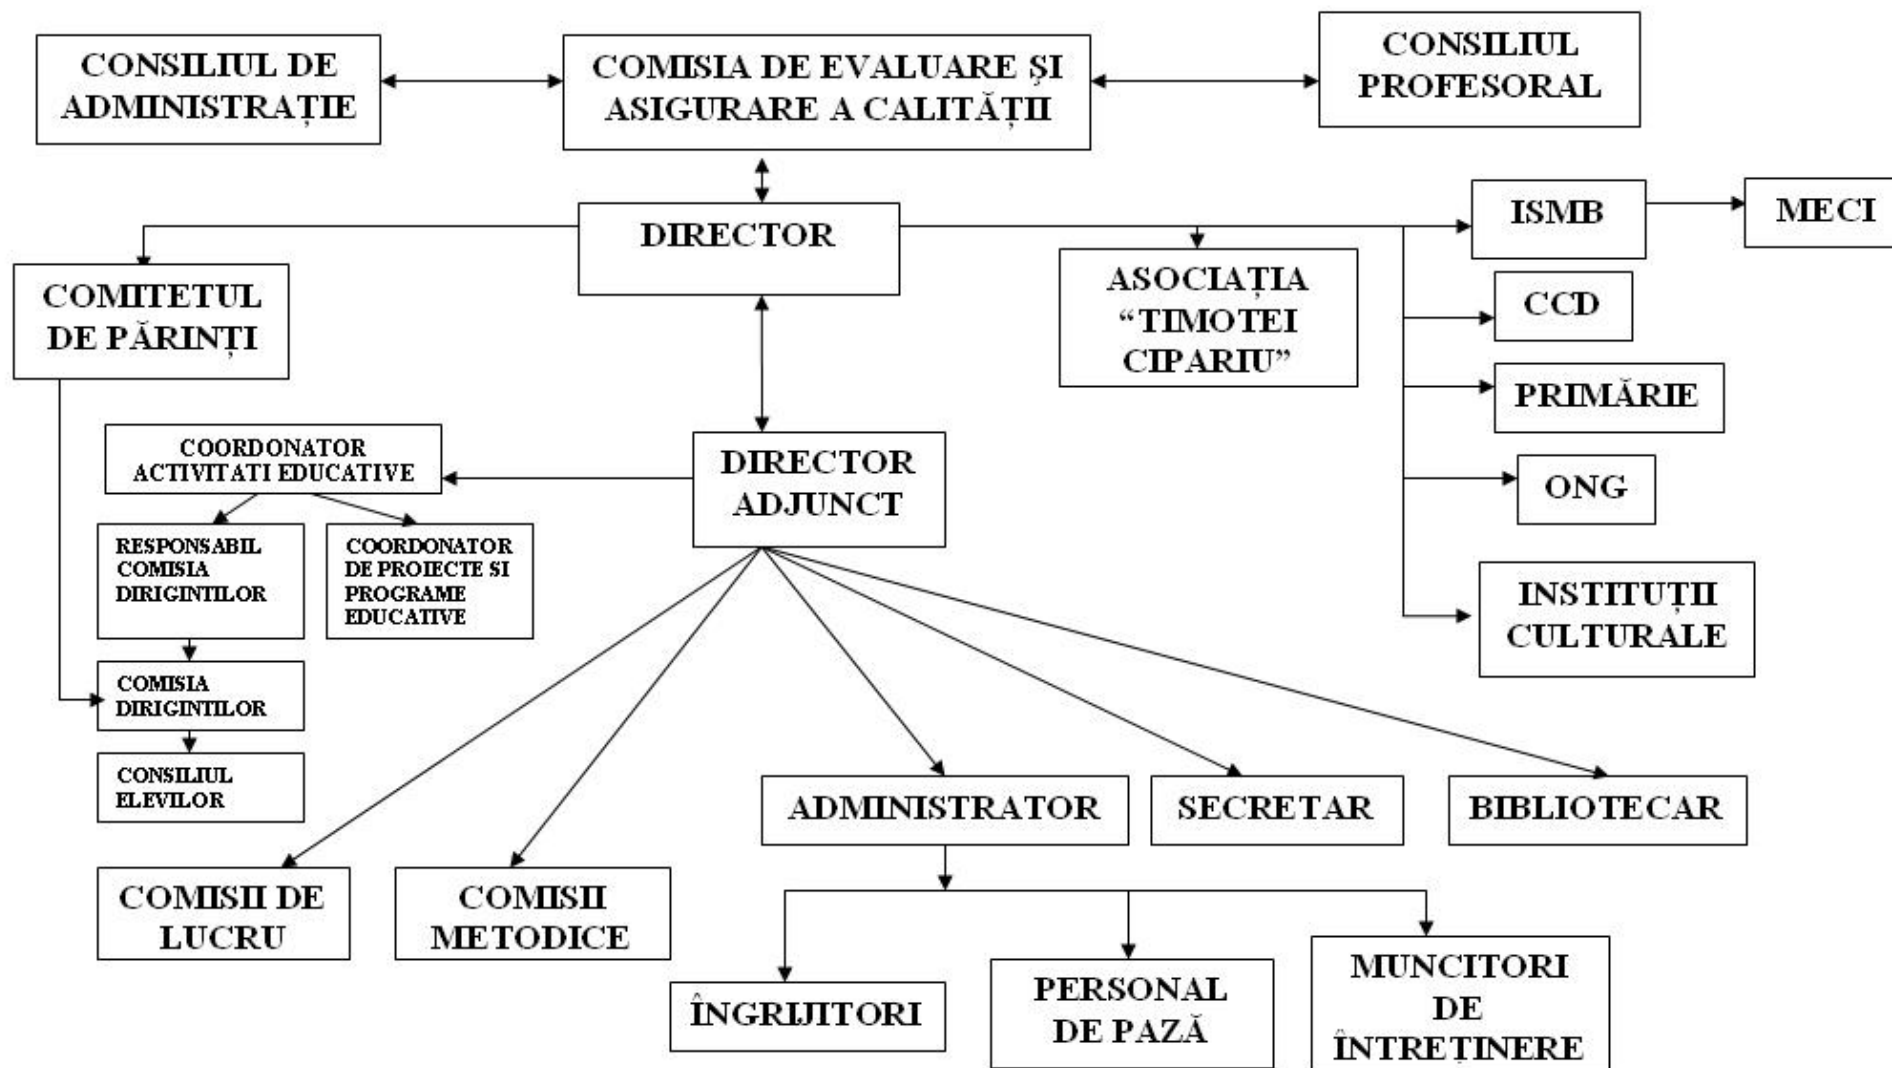 CONSILIUL DE
ADMINISTRAȚIE
COMISIA DE EVALUARE ŞI
ASIGURARE A CALITĂȚII
CONSILIUL
PROFESORAL
DIRECTOR
ISMB
MECI
COMITETUL
DE PĂRINȚI
ASOCIAȚIA
“TIMOTEI
CIPARIU”
CCD
PRIMĂRIE
COORDONATOR
ACTIVITATI EDUCATIVE
DIRECTOR
ADJUNCT
ONG
RESPONSABIL
COMISIA
DIRIGINTILOR
COORDONATOR
DE PROIECTE SI
PROGRAME
EDUCATIVE
INSTITUȚII
CULTURALE
COMISIA
DIRIGINTILOR
CONSILIUL
ELEVILOR
ADMINISTRATOR
SECRETAR
BIBLIOTECAR
COMISII DE
LUCRU
COMISII
METODICE
ÎNGRIJITORI
PERSONAL
DE PAZĂ
MUNCITORI
DE
ÎNTREȚINERE